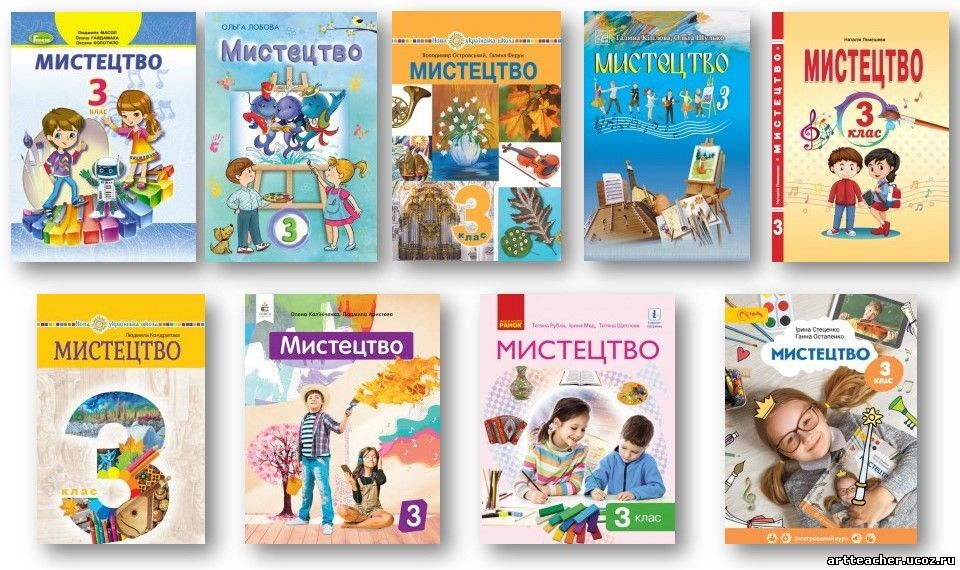 Людмила МАСОЛ
Олена ГАЙДАМАКА
Оксана КОЛОТИЛО
МИСТЕЦТВО
3
КЛАС
ОЛЬГА ЛОБОВА
Мистецтво
3
Нова українська школа
Володимир Островський, Галина Федун
МИСТЕЦТВО
3
клас
Галина Кізілова, Ольга Шулько
МИСТЕЦТВО
3
Наталія Лємешева
МИСТЕЦТВО
3
клас
МИСТЕЦТВО
3
Нова українська школа
Людмила Кондратова
МИСТЕЦТВО
3
клас
Олена Калініченко, Людмила Аристова
Мистецтво
3
РАНОК
Тетяна Рубля, Ірина Мед, Тетяна Щеглова
МИСТЕЦТВО
3 клас
Ірина Стеценко
Ганна Остапенко
МИСТЕЦТВО
3
КЛАС
МИСТЕЦТВО
інтегрований курс
artteacher.ucoz.ru